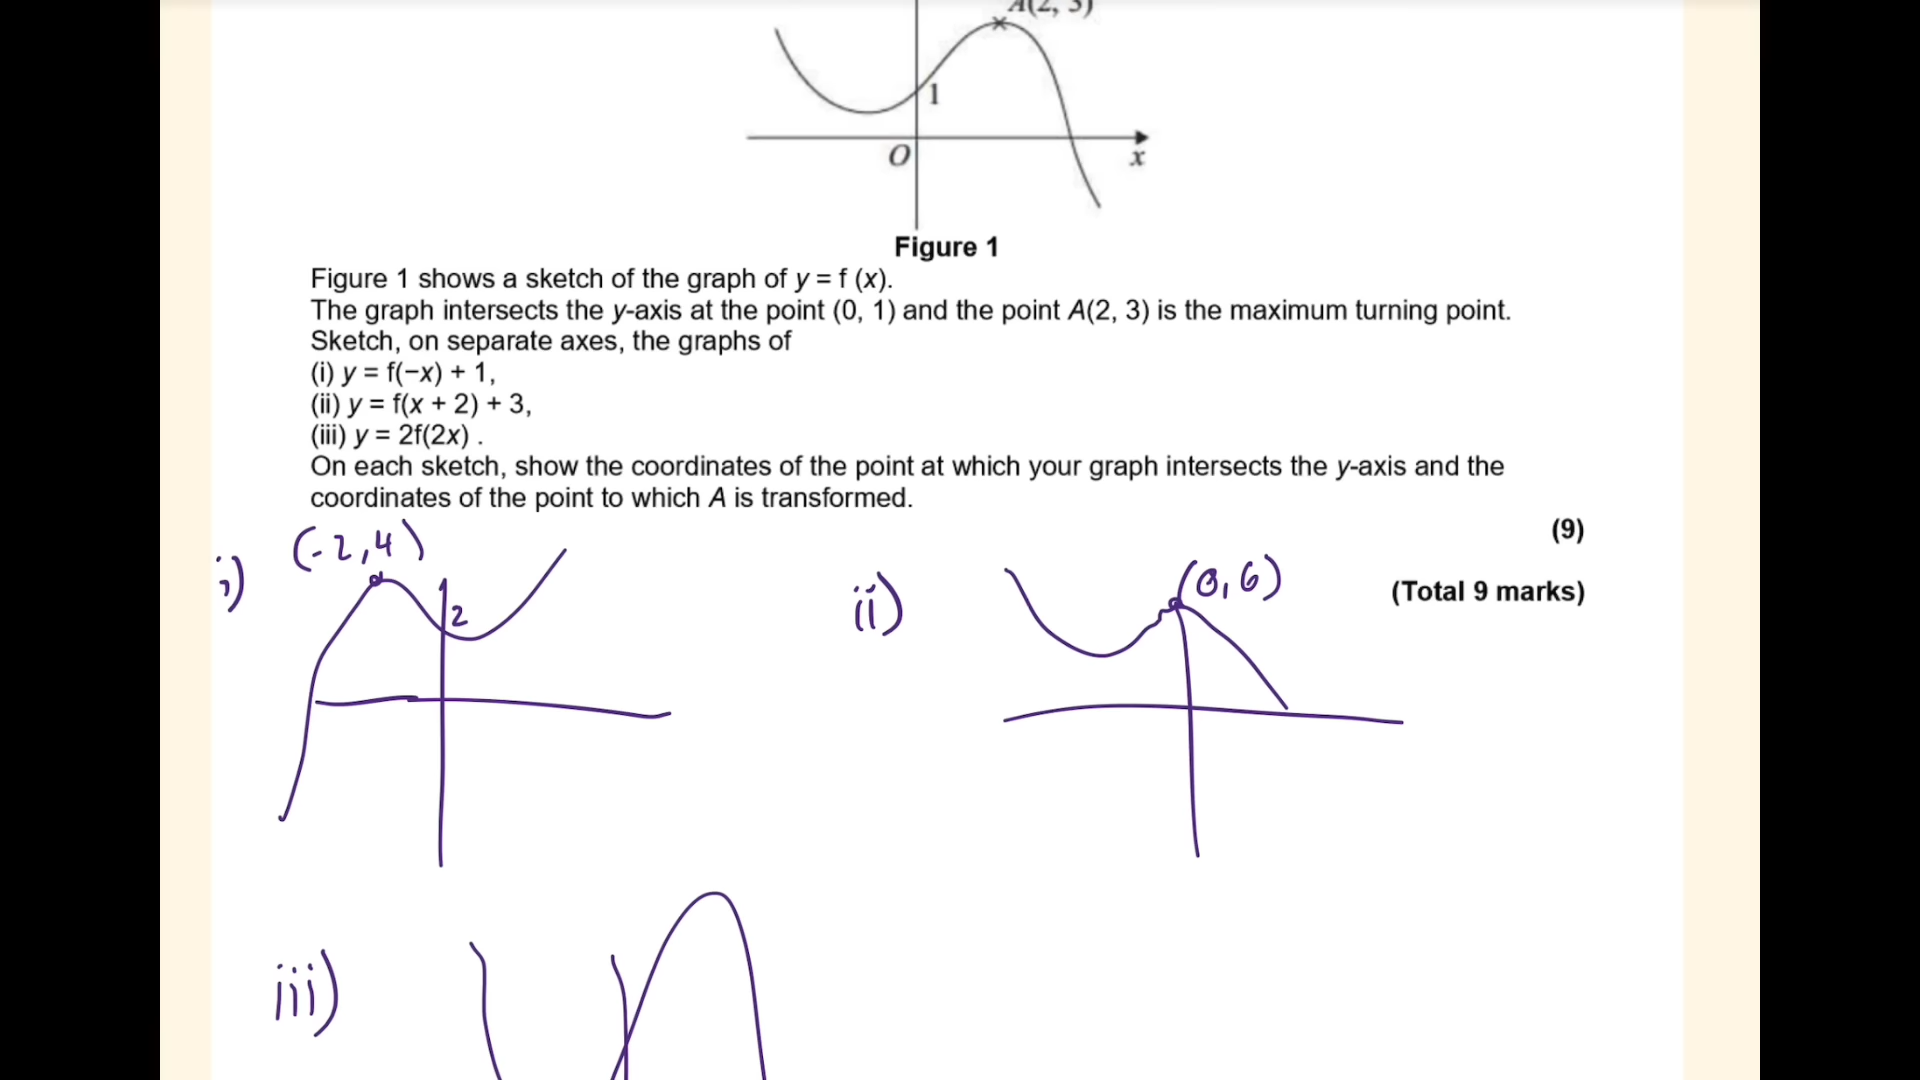 A(2, 3)
1
O
x
Figure 1
Figure 1 shows a sketch of the graph of y = f (x).
The graph intersects the y-axis at the point (0, 1) and the point A(2, 3) is the maximum turning point.
Sketch, on separate axes, the graphs of
(i) y = f(−x) + 1,
(ii) y = f(x + 2) + 3,
(iii) y = 2f(2x) .
On each sketch, show the coordinates of the point at which your graph intersects the y-axis and the
coordinates of the point to which A is transformed.
(9)
(Total 9 marks)
i)
(-2,4)
2
ii)
(0,6)
iii)